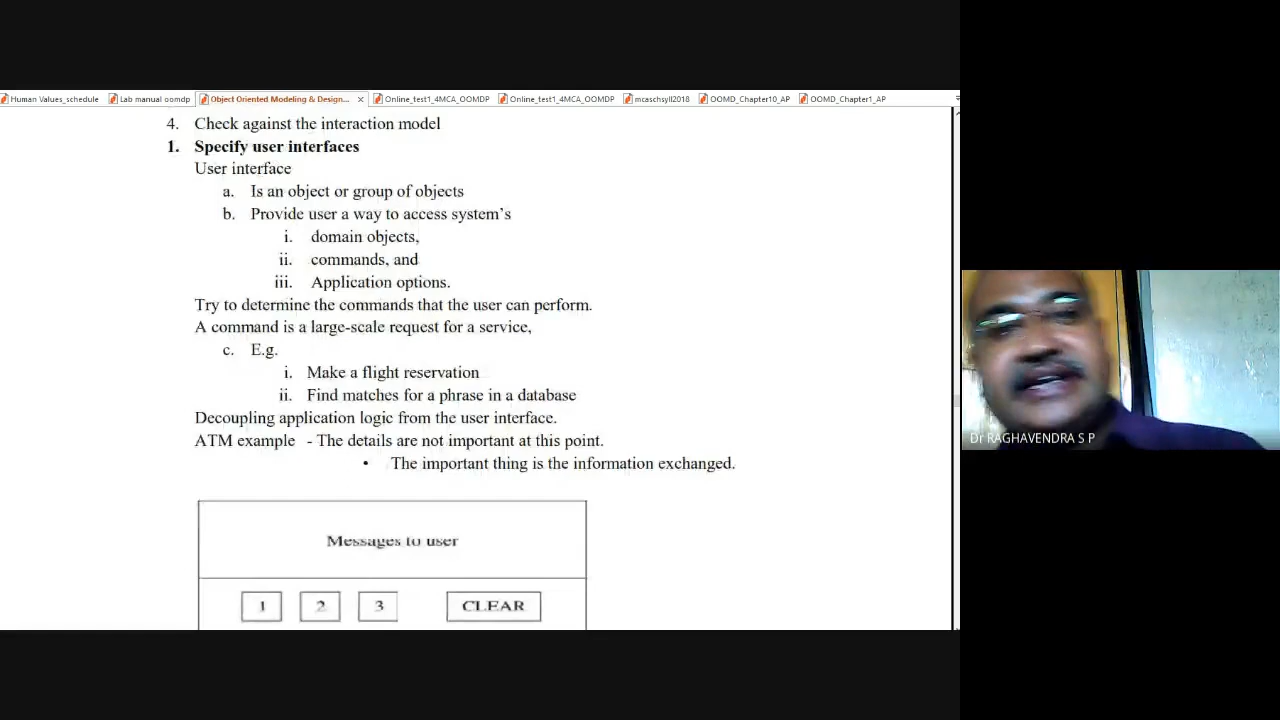 Human Values_schedule
Lab manual oomdp
Object Oriented Modeling & Design...
Online_test1_4MCA_OOMDP
Online_test1_4MCA_OOMDP
mcaschsyll2018
OOMD_Chapter10_AP
OOMD_Chapter1_AP
4. Check against the interaction model
1. Specify user interfaces
User interface
a. Is an object or group of objects
b. Provide user a way to access system's
i. domain objects,
ii. commands, and
iii. Application options.
Try to determine the commands that the user can perform.
A command is a large-scale request for a service,
c. E.g.
i. Make a flight reservation
ii. Find matches for a phrase in a database
Decoupling application logic from the user interface.
ATM example - The details are not important at this point.
• The important thing is the information exchanged.
Messages to user
1 2 3 CLEAR
Dr RAGHAVENDRA S P